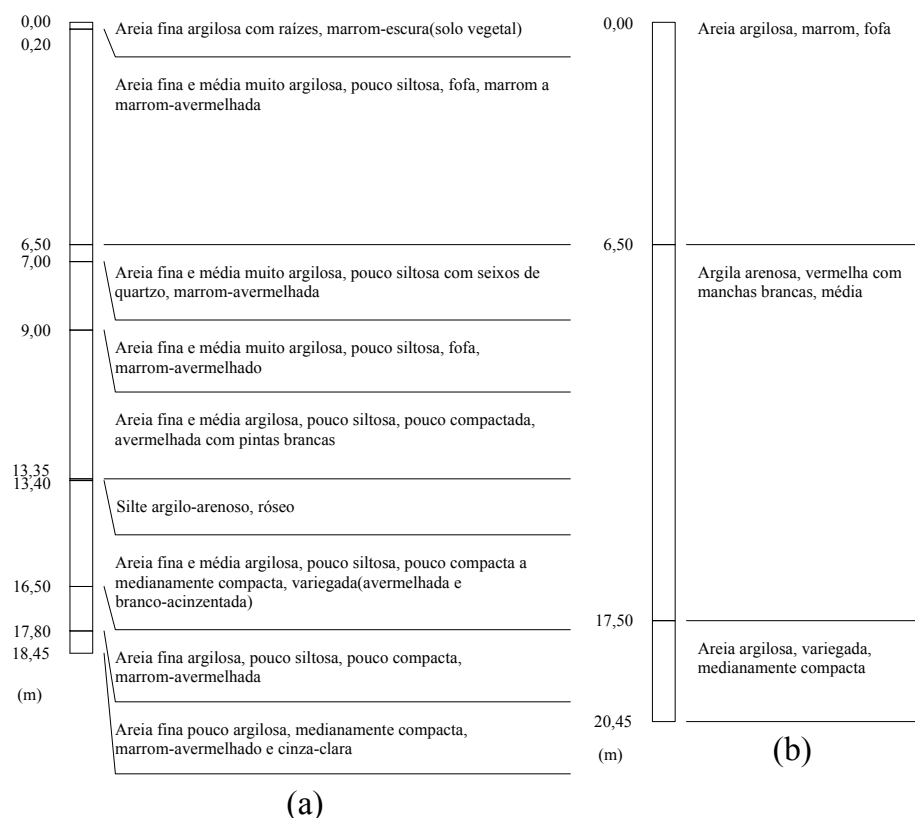 0,00
Areia fina argilosa com raízes, marrom-escura(solo vegetal)
0,20
Areia fina e média muito argilosa, pouco siltosa, fofa, marrom a
marrom-avermelhada
6,50
7,00
Areia fina e média muito argilosa, pouco siltosa com seixos de
quartzo, marrom-avermelhada
9,00
Areia fina e média muito argilosa, pouco siltosa, fofa,
marrom-avermelhado
Areia fina e média argilosa, pouco siltosa, pouco compactada,
avermelhada com pintas brancas
13,35
13,40
Silte argilo-arenoso, róseo
Areia fina e média argilosa, pouco siltosa, pouco compacta a
medianamente compacta, variegada(avermelhada e
branco-acinzentada)
16,50
17,80
18,45
Areia fina argilosa, pouco siltosa, pouco compacta,
marrom-avermelhada
(m)
Areia fina pouco argilosa, medianamente compacta,
marrom-avermelhado e cinza-clara
(a)
0,00
Areia argilosa, marrom, fofa
6,50
Argila arenosa, vermelha com
manchas brancas, média
17,50
Areia argilosa, variegada,
medianamente compacta
20,45
(m)
(b)